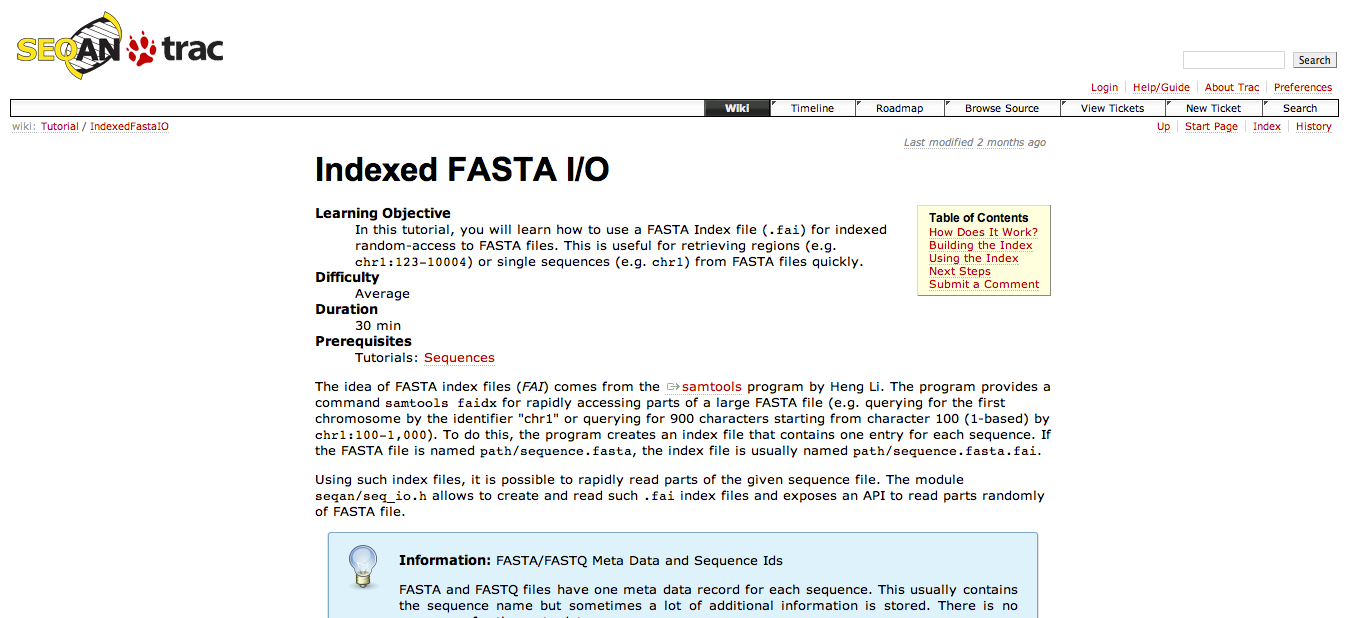 SEQAN trac
Search
Login Help/Guide About Trac Preferences
Wiki Timeline Roadmap Browse Source View Tickets New Ticket Search
wiki: Tutorial / IndexedFastaIO
Up Start Page Index History
Last modified 2 months ago
Indexed FASTA I/O
Learning Objective
In this tutorial, you will learn how to use a FASTA Index file (.fai) for indexed
random-access to FASTA files. This is useful for retrieving regions (e.g.
chr1:123-10004) or single sequences (e.g. chr1) from FASTA files quickly.
Difficulty
Average
Duration
30 min
Prerequisites
Tutorials: Sequences
Table of Contents
How Does It Work?
Building the Index
Using the Index
Next Steps
Submit a Comment
The idea of FASTA index files (FAI) comes from the samtools program by Heng Li. The program provides a
command samtools faidx for rapidly accessing parts of a large FASTA file (e.g. querying for the first
chromosome by the identifier "chr1" or querying for 900 characters starting from character 100 (1-based) by
chr1:100-1,000). To do this, the program creates an index file that contains one entry for each sequence. If
the FASTA file is named path/sequence.fasta, the index file is usually named path/sequence.fasta.fai.
Using such index files, it is possible to rapidly read parts of the given sequence file. The module
seqan/seq_io.h allows to create and read such .fai index files and exposes an API to read parts randomly
of FASTA file.
Information: FASTA/FASTQ Meta Data and Sequence Ids
FASTA and FASTQ files have one meta data record for each sequence. This usually contains
the sequence name but sometimes a lot of additional information is stored. There is no